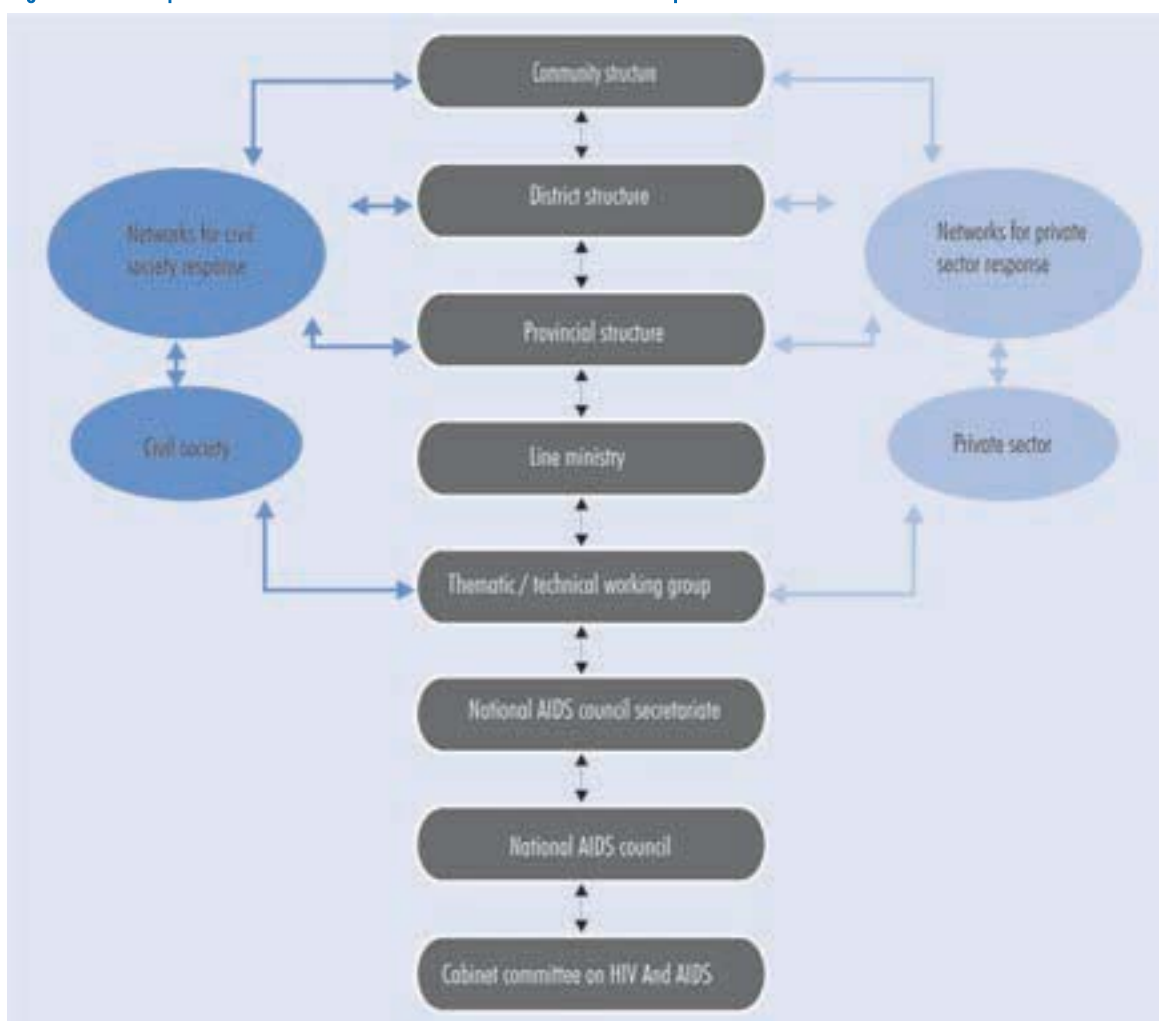 Community structure
District structure
Networks for civil
society response
Networks for private
sector response
Provincial structure
Civil society
Line ministry
Private sector
Thematic / technical working group
National AIDS council secretariate
National AIDS council
Cabinet committee on HIV And AIDS